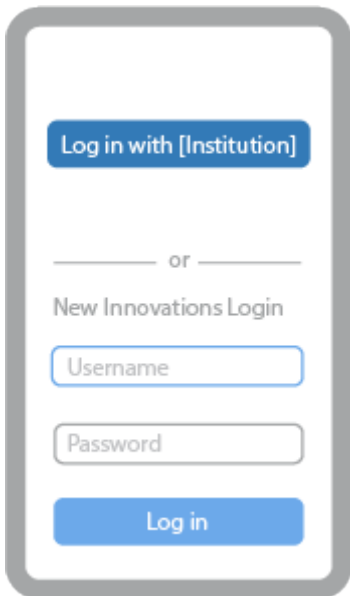 Log in with [Institution]
or
New Innovations Login
Username
Password
Log in